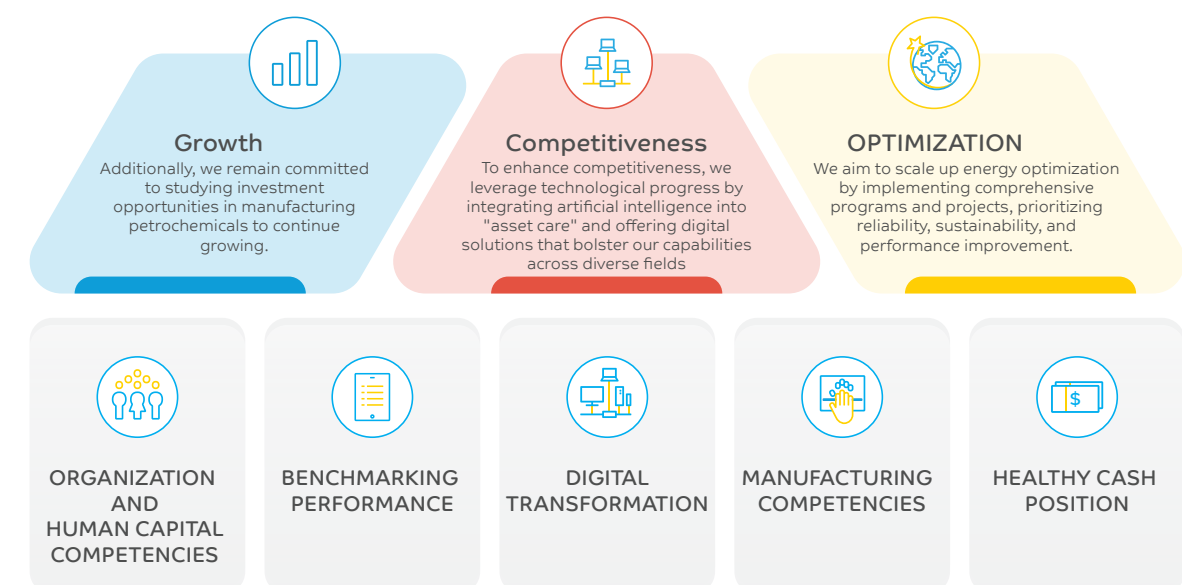 Growth
Additionally, we remain committed
to studying investment
opportunities in manufacturing
petrochemicals to continue
growing.
Competitiveness
To enhance competitiveness, we
leverage technological progress by
integrating artificial intelligence into
"asset care" and offering digital
solutions that bolster our capabilities
across diverse fields
OPTIMIZATION
We aim to scale up energy optimization
by implementing comprehensive
programs and projects, prioritizing
reliability, sustainability, and
performance improvement.
ORGANIZATION
AND
HUMAN CAPITAL
COMPETENCIES
BENCHMARKING
PERFORMANCE
DIGITAL
TRANSFORMATION
MANUFACTURING
COMPETENCIES
$
HEALTHY CASH
POSITION